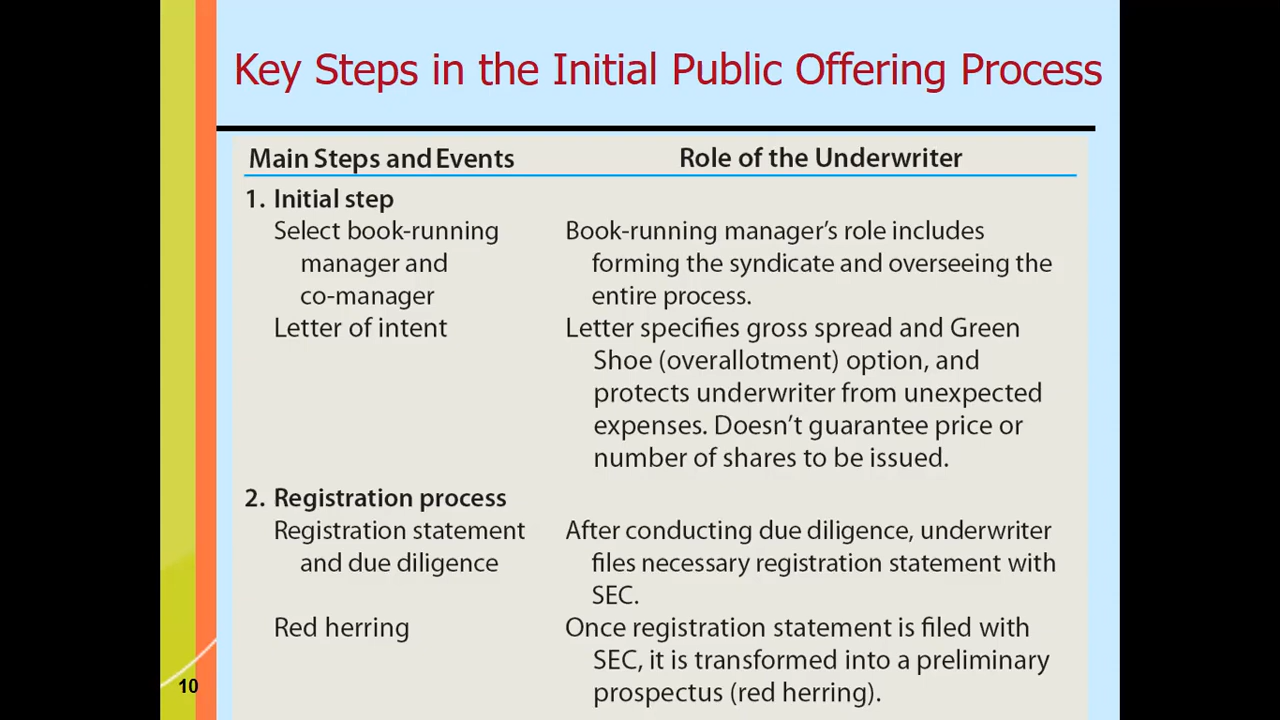 Key Steps in the Initial Public Offering Process
Main Steps and Events Role of the Underwriter
1. Initial step
Select book-running Book-running manager’s role includes
manager and forming the syndicate and overseeing the
co-manager entire process.
Letter of intent Letter specifies gross spread and Green
Shoe (overallotment) option, and
protects underwriter from unexpected
expenses. Doesn’t guarantee price or
number of shares to be issued.
2. Registration process
Registration statement After conducting due diligence, underwriter
and due diligence files necessary registration statement with
SEC.
Red herring Once registration statement is filed with
SEC, it is transformed into a preliminary
prospectus (red herring).
10